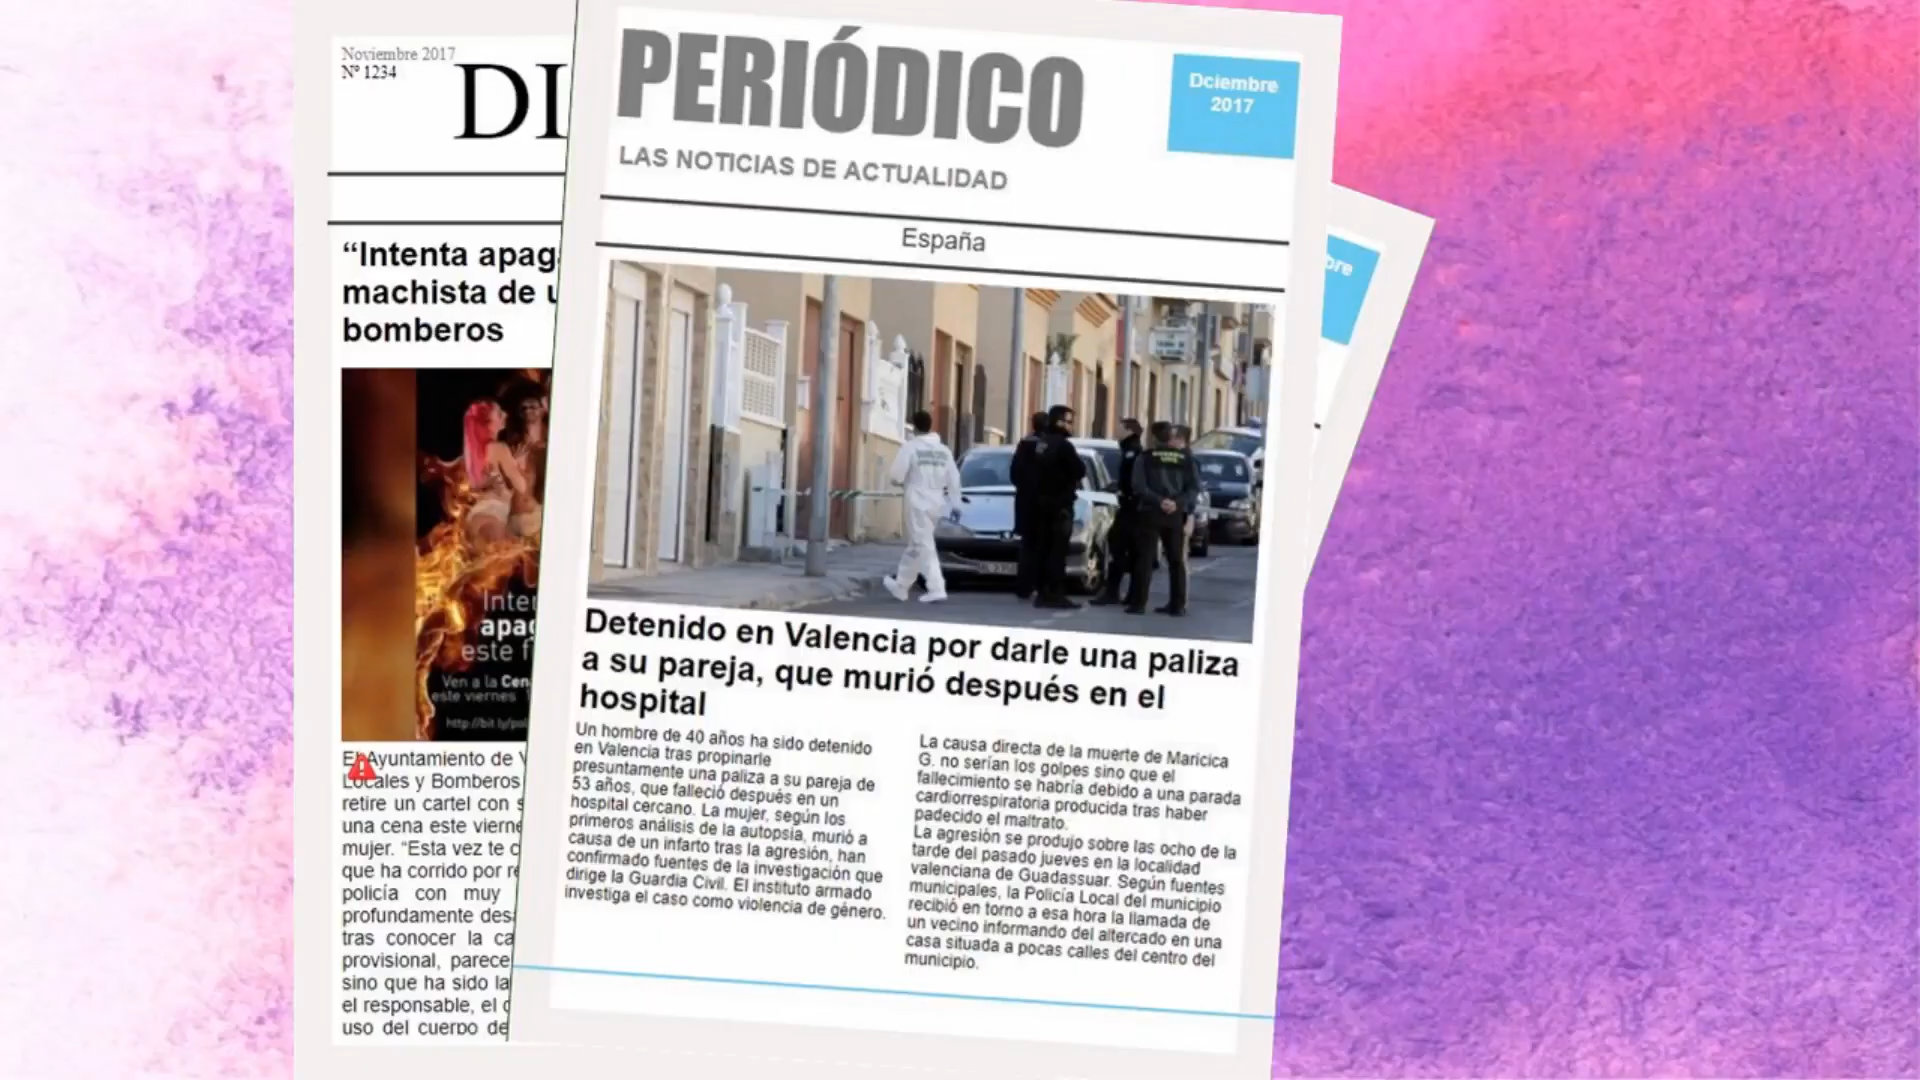 Noviembre 2017
Nº 1234
DI
“Intenta apag
machista de u
bomberos
apag
este f
Ven a la Cen
este viernes
El Ayuntamiento de V
Locales y Bomberos
retire un cartel con s
una cena este vierne
mujer. “Esta vez te c
que ha corrido por re
policía con muy
profundamente des
tras conocer la ca
provisional, parece
sino que ha sido la
el responsable, el
uso del cuerpo de
PERIÓDICO
LAS NOTICIAS DE ACTUALIDAD
Dciembre
2017
España
Detenido en Valencia por darle una paliza
a su pareja, que murió después en el
hospital
Un hombre de 40 años ha sido detenido
en Valencia tras propinarle
presuntamente una paliza a su pareja de
53 años, que falleció después en un
hospital cercano. La mujer, según los
primeros análisis de la autopsia, murió a
causa de un infarto tras la agresión, han
confirmado fuentes de la investigación que
dirige la Guardia Civil. El instituto armado
investiga el caso como violencia de género.
La causa directa de la muerte de Maricica
G. no serían los golpes sino que el
fallecimiento se habría debido a una parada
cardiorrespiratoria producida tras haber
padecido el maltrato.
La agresión se produjo sobre las ocho de la
tarde del pasado jueves en la localidad
valenciana de Guadassuar. Según fuentes
municipales, la Policía Local del municipio
recibió en torno a esa hora la llamada de
un vecino informando del altercado en una
casa situada a pocas calles del centro del
municipio.
bre